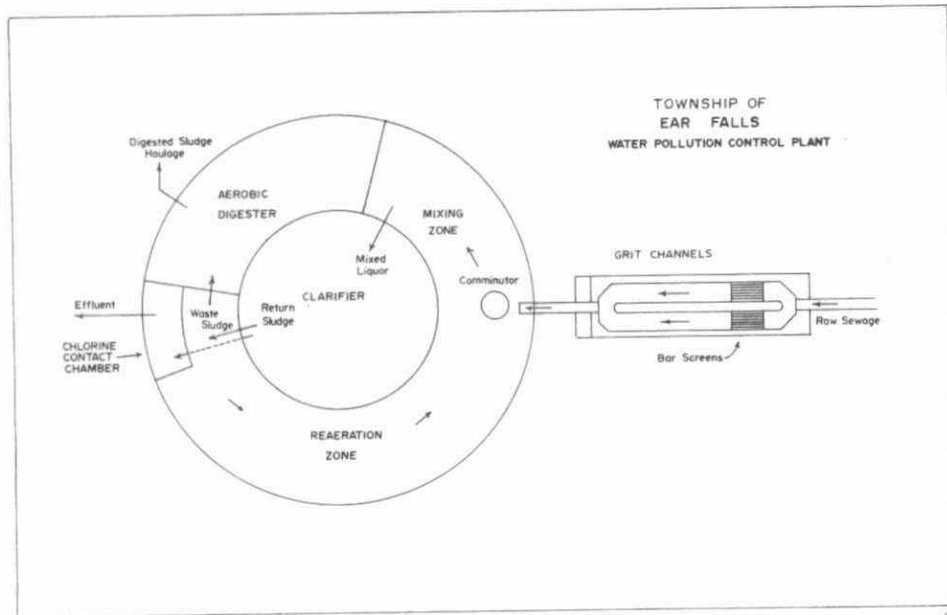 TOWNSHIP OF
EAR FALLS
WATER POLLUTION CONTROL PLANT
Digested Sludge
Haulage
AEROBIC
DIGESTER
MIXING
ZONE
Mixed
Liquor
GRIT CHANNELS
Comminutor
CLARIFIER
Effluent
Waste
Sludge
Return
Sludge
Raw Sewage
CHLORINE
CONTACT
CHAMBER
Bar Screens
REAERATION
ZONE